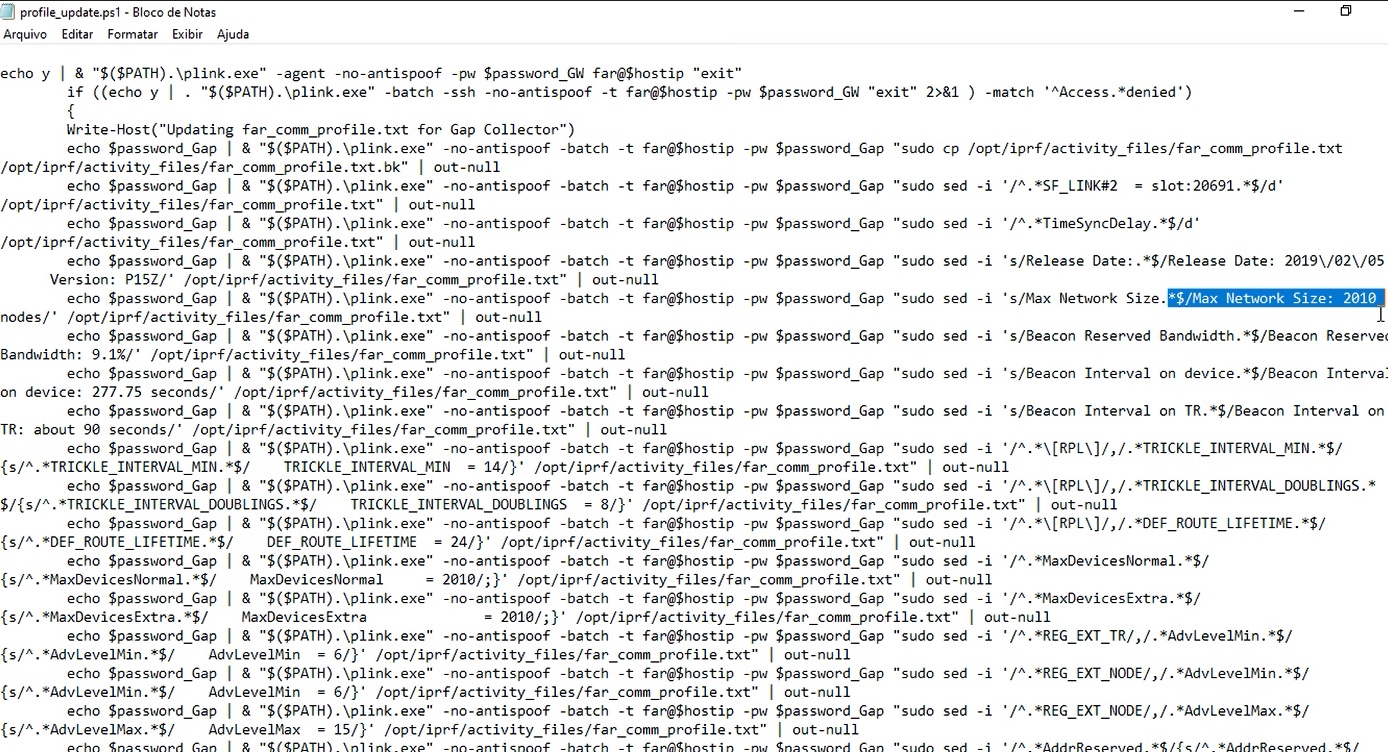 profile_update.ps1 - Bloco de Notas
Arquivo Editar Formatar Exibir Ajuda
echo y | & "$($PATH).\plink.exe" -agent -no-antispoof -pw $password_GW far@$hostip "exit"
if ((echo y | . "$($PATH).\plink.exe" -batch -ssh -no-antispoof -t far@$hostip -pw $password_GW "exit" 2>&1 ) -match '^Access.*denied')
{
Write-Host("Updating far_comm_profile.txt for Gap Collector")
echo $password_Gap | & "$($PATH).\plink.exe" -no-antispoof -batch -t far@$hostip -pw $password_Gap "sudo cp /opt/iprf/activity_files/far_comm_profile.txt
/opt/iprf/activity_files/far_comm_profile.txt.bk" | out-null
echo $password_Gap | & "$($PATH).\plink.exe" -no-antispoof -batch -t far@$hostip -pw $password_Gap "sudo sed -i '/^.*SF_LINK#2  = slot:20691.*$/d'
/opt/iprf/activity_files/far_comm_profile.txt" | out-null
echo $password_Gap | & "$($PATH).\plink.exe" -no-antispoof -batch -t far@$hostip -pw $password_Gap "sudo sed -i '/^.*TimeSyncDelay.*$/d'
/opt/iprf/activity_files/far_comm_profile.txt" | out-null
echo $password_Gap | & "$($PATH).\plink.exe" -no-antispoof -batch -t far@$hostip -pw $password_Gap "sudo sed -i 's/Release Date:.*$/Release Date: 2019\/02\/05
Version: P15Z/' /opt/iprf/activity_files/far_comm_profile.txt" | out-null
echo $password_Gap | & "$($PATH).\plink.exe" -no-antispoof -batch -t far@$hostip -pw $password_Gap "sudo sed -i 's/Max Network Size.*$/Max Network Size: 2010
nodes/' /opt/iprf/activity_files/far_comm_profile.txt" | out-null
echo $password_Gap | & "$($PATH).\plink.exe" -no-antispoof -batch -t far@$hostip -pw $password_Gap "sudo sed -i 's/Beacon Reserved Bandwidth.*$/Beacon Reserved
Bandwidth: 9.1%/' /opt/iprf/activity_files/far_comm_profile.txt" | out-null
echo $password_Gap | & "$($PATH).\plink.exe" -no-antispoof -batch -t far@$hostip -pw $password_Gap "sudo sed -i 's/Beacon Interval on device.*$/Beacon Interval
on device: 277.75 seconds/' /opt/iprf/activity_files/far_comm_profile.txt" | out-null
echo $password_Gap | & "$($PATH).\plink.exe" -no-antispoof -batch -t far@$hostip -pw $password_Gap "sudo sed -i 's/Beacon Interval on TR.*$/Beacon Interval on
TR: about 90 seconds/' /opt/iprf/activity_files/far_comm_profile.txt" | out-null
echo $password_Gap | & "$($PATH).\plink.exe" -no-antispoof -batch -t far@$hostip -pw $password_Gap "sudo sed -i '/^.*\[RPL\]/,/.*TRICKLE_INTERVAL_MIN.*$/
{s/^.*TRICKLE_INTERVAL_MIN.*$/    TRICKLE_INTERVAL_MIN  = 14/}' /opt/iprf/activity_files/far_comm_profile.txt" | out-null
echo $password_Gap | & "$($PATH).\plink.exe" -no-antispoof -batch -t far@$hostip -pw $password_Gap "sudo sed -i '/^.*\[RPL\]/,/.*TRICKLE_INTERVAL_DOUBLINGS.*
$/{s/^.*TRICKLE_INTERVAL_DOUBLINGS.*$/    TRICKLE_INTERVAL_DOUBLINGS  = 8/}' /opt/iprf/activity_files/far_comm_profile.txt" | out-null
echo $password_Gap | & "$($PATH).\plink.exe" -no-antispoof -batch -t far@$hostip -pw $password_Gap "sudo sed -i '/^.*\[RPL\]/,/.*DEF_ROUTE_LIFETIME.*$/
{s/^.*DEF_ROUTE_LIFETIME.*$/    DEF_ROUTE_LIFETIME  = 24/}' /opt/iprf/activity_files/far_comm_profile.txt" | out-null
echo $password_Gap | & "$($PATH).\plink.exe" -no-antispoof -batch -t far@$hostip -pw $password_Gap "sudo sed -i '/^.*MaxDevicesNormal.*$/
{s/^.*MaxDevicesNormal.*$/    MaxDevicesNormal     = 2010/;}' /opt/iprf/activity_files/far_comm_profile.txt" | out-null
echo $password_Gap | & "$($PATH).\plink.exe" -no-antispoof -batch -t far@$hostip -pw $password_Gap "sudo sed -i '/^.*MaxDevicesExtra.*$/
{s/^.*MaxDevicesExtra.*$/    MaxDevicesExtra              = 2010/;}' /opt/iprf/activity_files/far_comm_profile.txt" | out-null
echo $password_Gap | & "$($PATH).\plink.exe" -no-antispoof -batch -t far@$hostip -pw $password_Gap "sudo sed -i '/^.*REG_EXT_TR/,/.*AdvLevelMin.*$/
{s/^.*AdvLevelMin.*$/    AdvLevelMin  = 6/}' /opt/iprf/activity_files/far_comm_profile.txt" | out-null
echo $password_Gap | & "$($PATH).\plink.exe" -no-antispoof -batch -t far@$hostip -pw $password_Gap "sudo sed -i '/^.*REG_EXT_NODE/,/.*AdvLevelMin.*$/
{s/^.*AdvLevelMin.*$/    AdvLevelMin  = 6/}' /opt/iprf/activity_files/far_comm_profile.txt" | out-null
echo $password_Gap | & "$($PATH).\plink.exe" -no-antispoof -batch -t far@$hostip -pw $password_Gap "sudo sed -i '/^.*REG_EXT_NODE/,/.*AdvLevelMax.*$/
{s/^.*AdvLevelMax.*$/    AdvLevelMax  = 15/}' /opt/iprf/activity_files/far_comm_profile.txt" | out-null
echo $password_Gap | & "$($PATH).\plink.exe" -no-antispoof -batch -t far@$hostip -pw $password_Gap "sudo sed -i '/^.*AddrReserved.*$/{s/^.*AddrReserved.*$/